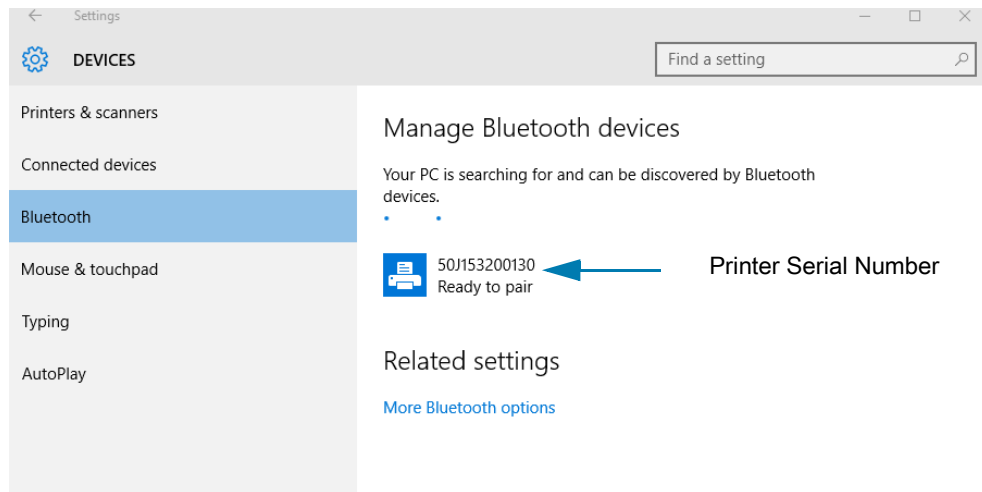 Settings
DEVICES
Find a setting
Printers & scanners
Connected devices
Bluetooth
Mouse & touchpad
Typing
AutoPlay
Manage Bluetooth devices
Your PC is searching for and can be discovered by Bluetooth
devices.
50J153200130
Ready to pair
Printer Serial Number
Related settings
More Bluetooth options